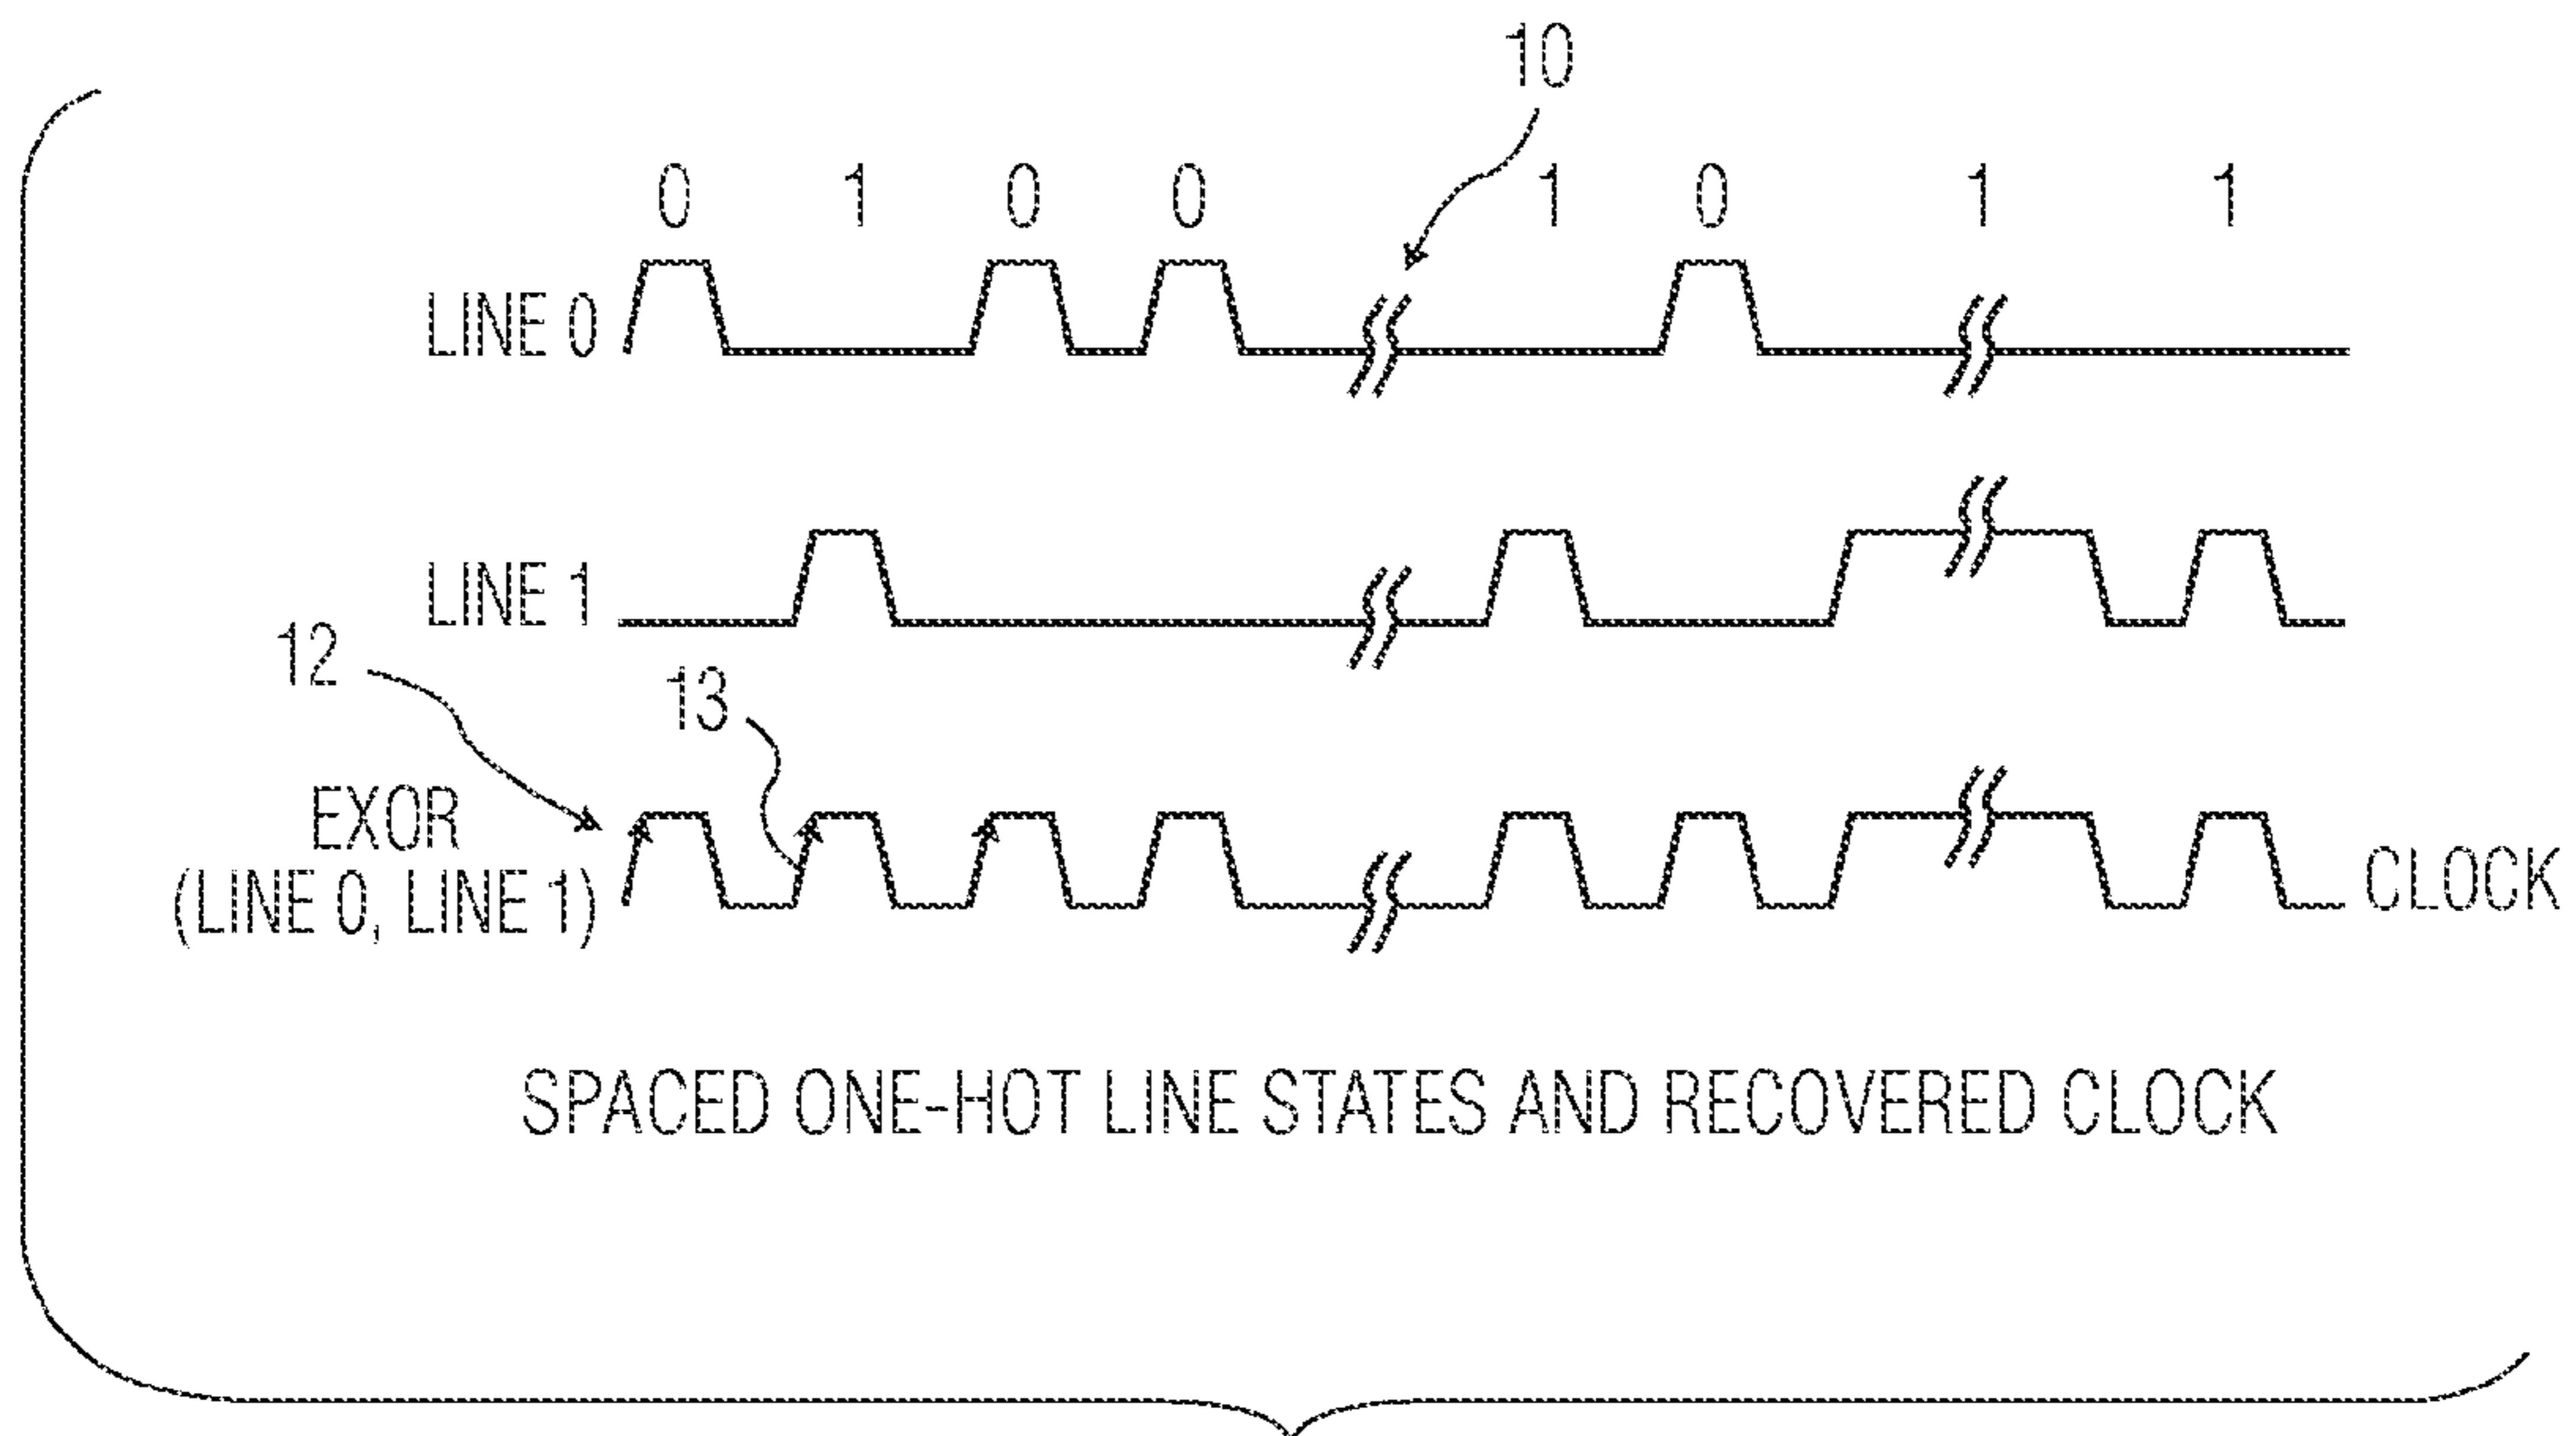 10
0 1 0 0 1 0 1 1
LINE 0
LINE 1
12
13
EXOR
(LINE 0, LINE 1)
CLOCK
SPACED ONE-HOT LINE STATES AND RECOVERED CLOCK